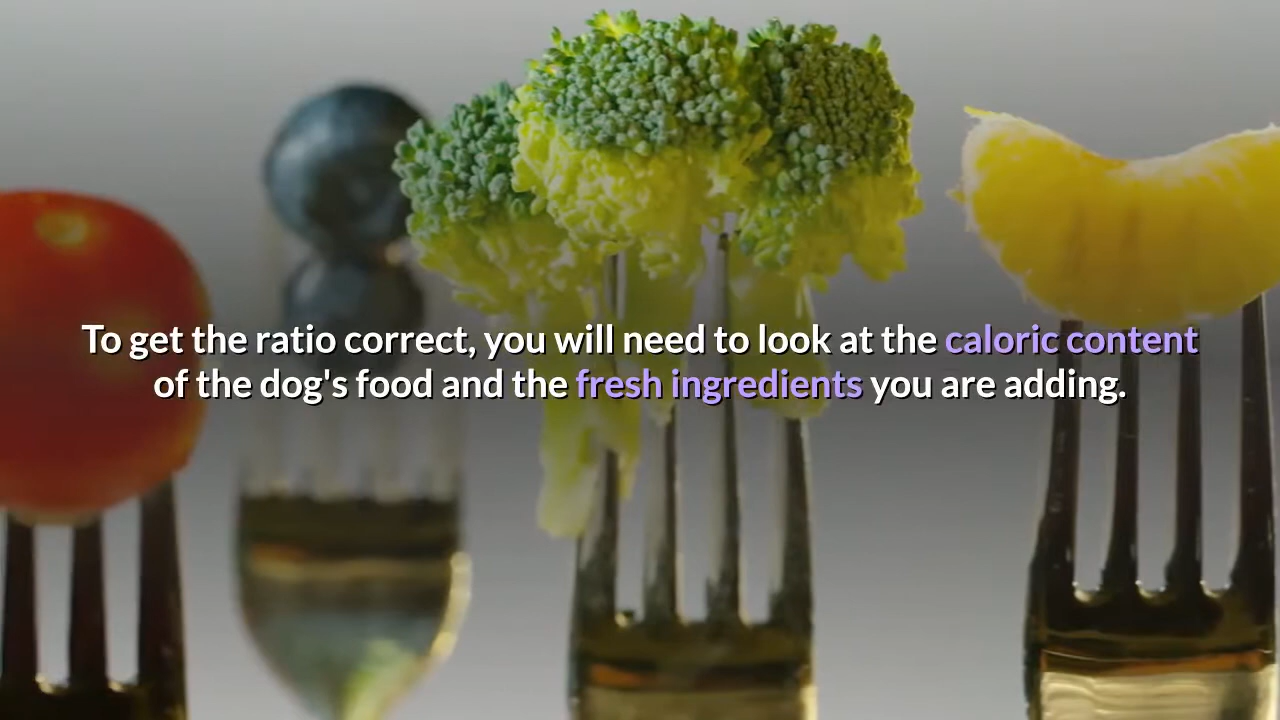 To get the ratio correct, you will need to look at the caloric content
of the dog's food and the fresh ingredients you are adding.